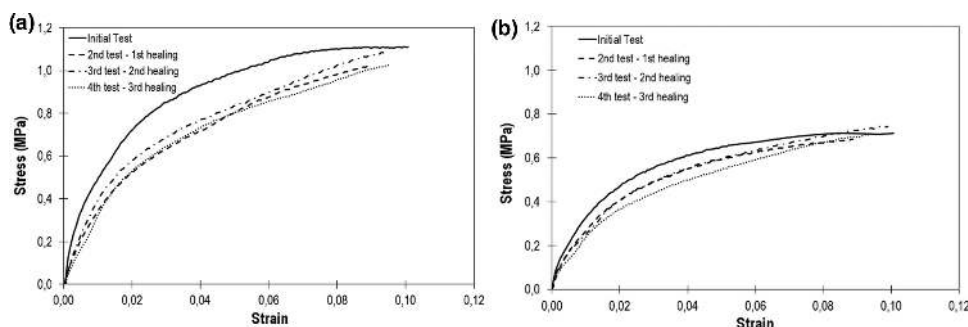 (a)
1,2
1,0
0,8
0,6
0,4
0,2
0,0
Stress (MPa)
Initial Test
2nd test - 1st healing
3rd test - 2nd healing
4th test - 3rd healing
0,00 0,02 0,04 0,06 0,08 0,10 0,12
Strain
(b)
1,2
1,0
0,8
0,6
0,4
0,2
0,0
Stress (MPa)
Initial Test
2nd test - 1st healing
3rd test - 2nd healing
4th test - 3rd healing
0,00 0,02 0,04 0,06 0,08 0,10 0,12
Strain